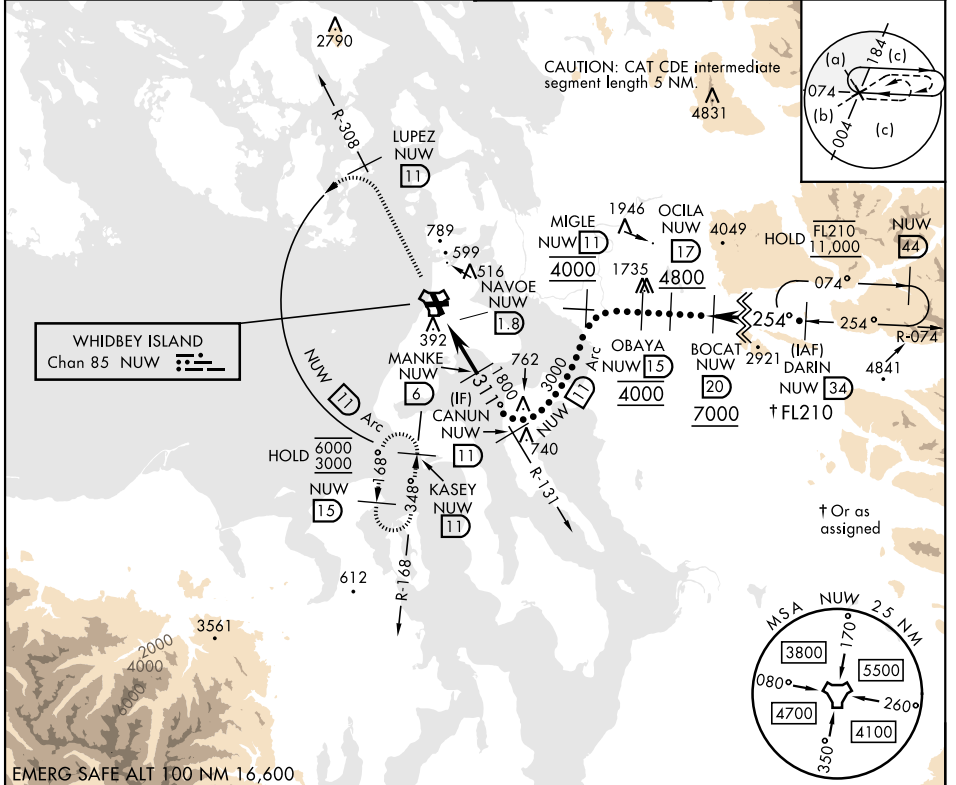 2790
CAUTION: CAT CDE intermediate
segment length 5 NM.
4831
(a)
184
(c)
074
(b)
004
(c)
R-308
LUPEZ
NUW
11
789
599
516
NAVOE
NUW
1.8
392
MIGLE
NUW 11
4000
1946
OCILA
NUW
17
4800
4049
1735
HOLD FL210
11,000
NUW
44
074°
254°
254°
R-074
WHIDBEY ISLAND
Chan 85 NUW
MANKE
NUW
6
311°
1800
762
3000
NUW 11 Arc
OBAYA
NUW 15
4000
BOCAT
NUW
20
7000
2921
(IAF)
DARIN
NUW 34
† FL210
4841
(IF)
CANUN
NUW
11
740
R-131
NUW 11 Arc
HOLD 6000
3000
168°
348°
NUW
15
KASEY
NUW
11
R-168
† Or as
assigned
612
3561
2000
4000
6000
MSA NUW 25 NM
170°
3800
5500
080°
260°
4700
4100
350°
EMERG SAFE ALT 100 NM 16,600